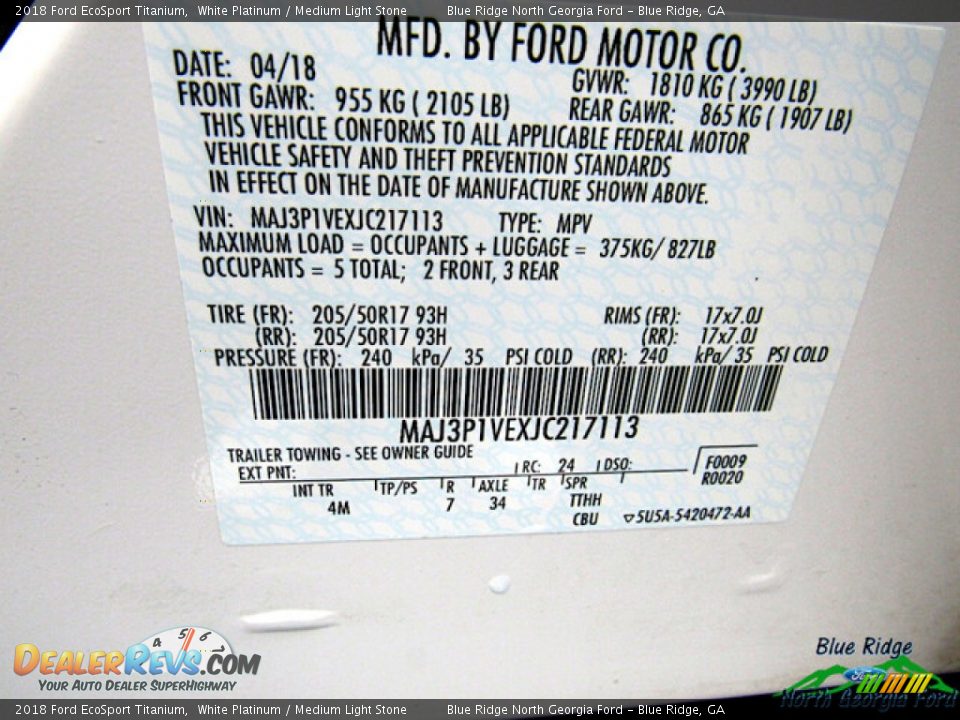 2018 Ford EcoSport Titanium, White Platinum / Medium Light Stone Blue Ridge North Georgia Ford - Blue Ridge, GA
MFD. BY FORD MOTOR CO.
DATE: 04/18 GVWR: 1810 KG ( 3990 LB)
FRONT GAWR: 955 KG ( 2105 LB) REAR GAWR: 865 KG ( 1907 LB)
THIS VEHICLE CONFORMS TO ALL APPLICABLE FEDERAL MOTOR
VEHICLE SAFETY AND THEFT PREVENTION STANDARDS
IN EFFECT ON THE DATE OF MANUFACTURE SHOWN ABOVE.
VIN: MAJ3P1VEXJC217113 TYPE: MPV
MAXIMUM LOAD = OCCUPANTS + LUGGAGE = 375KG/ 827LB
OCCUPANTS = 5 TOTAL; 2 FRONT, 3 REAR
TIRE (FR): 205/50R17 93H RIMS (FR): 17x7.0J
(RR): 205/50R17 93H (RR): 17x7.0J
PRESSURE (FR): 240 kPa/ 35 PSI COLD (RR): 240 kPa/ 35 PSI COLD
MAJ3P1VEXJC217113
TRAILER TOWING - SEE OWNER GUIDE
EXT PNT: RC: 24 DSO: F0009
R0020
INT TR TP/PS R AXLE TR SPR
4M 7 34 TTHH
CBU ▽5U5A-5420472-AA
4 5 6
DEALERREVS.COM
YOUR AUTO DEALER SUPERHIGHWAY
Blue Ridge
Ford
North Georgia Ford
2018 Ford EcoSport Titanium, White Platinum / Medium Light Stone Blue Ridge North Georgia Ford - Blue Ridge, GA